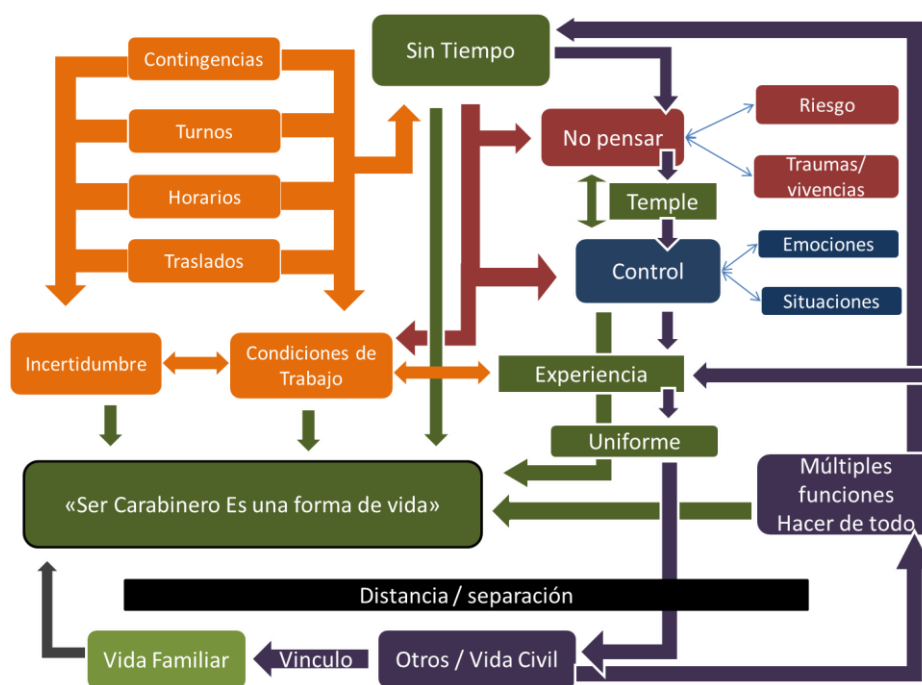 Contingencias
Turnos
Horarios
Traslados
Sin Tiempo
No pensar
Riesgo
Traumas/
vivencias
Temple
Control
Emociones
Situaciones
Incertidumbre
Condiciones de
Trabajo
Experiencia
Uniforme
«Ser Carabinero Es una forma de vida»
Múltiples
funciones
Hacer de todo
Distancia / separación
Vida Familiar
Vinculo
Otros / Vida Civil